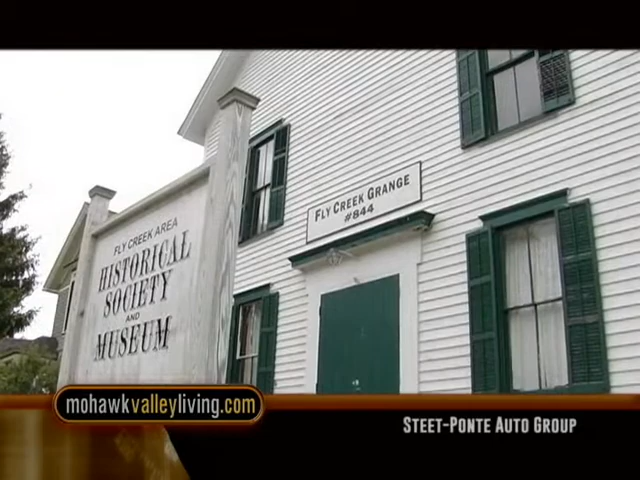 FLY CREEK AREA
HISTORICAL
SOCIETY
AND
MUSEUM
FLY CREEK GRANGE
#844
mohawkvalleyliving.com
STEET-PONTE AUTO GROUP